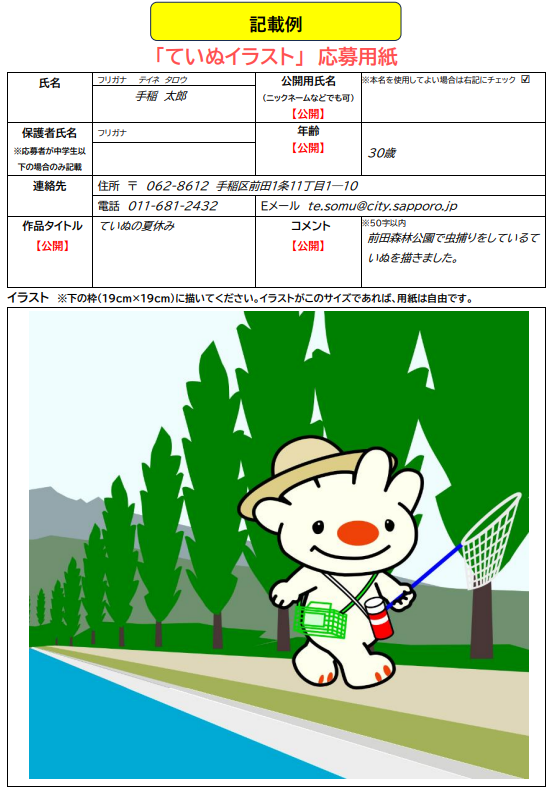 記載例
「ていぬイラスト」応募用紙
氏名
フリガナ テイネ タロウ
手稲 太郎
公開用氏名
（ニックネームなどでも可）
【公開】
※本名を使用してよい場合は右記にチェック ☑
保護者氏名
※応募者が中学生以
下の場合のみ記載
フリガナ
年齢
【公開】
30歳
連絡先
住所 〒 062-8612 手稲区前田1条11丁目1―10
電話 011-681-2432
Eメール te.somu@city.sapporo.jp
作品タイトル
【公開】
ていぬの夏休み
コメント
【公開】
※50字以内
前田森林公園で虫捕りをしているて
いぬを描きました。
イラスト ※下の枠（19cm×19cm）に描いてください。イラストがこのサイズであれば、用紙は自由です。